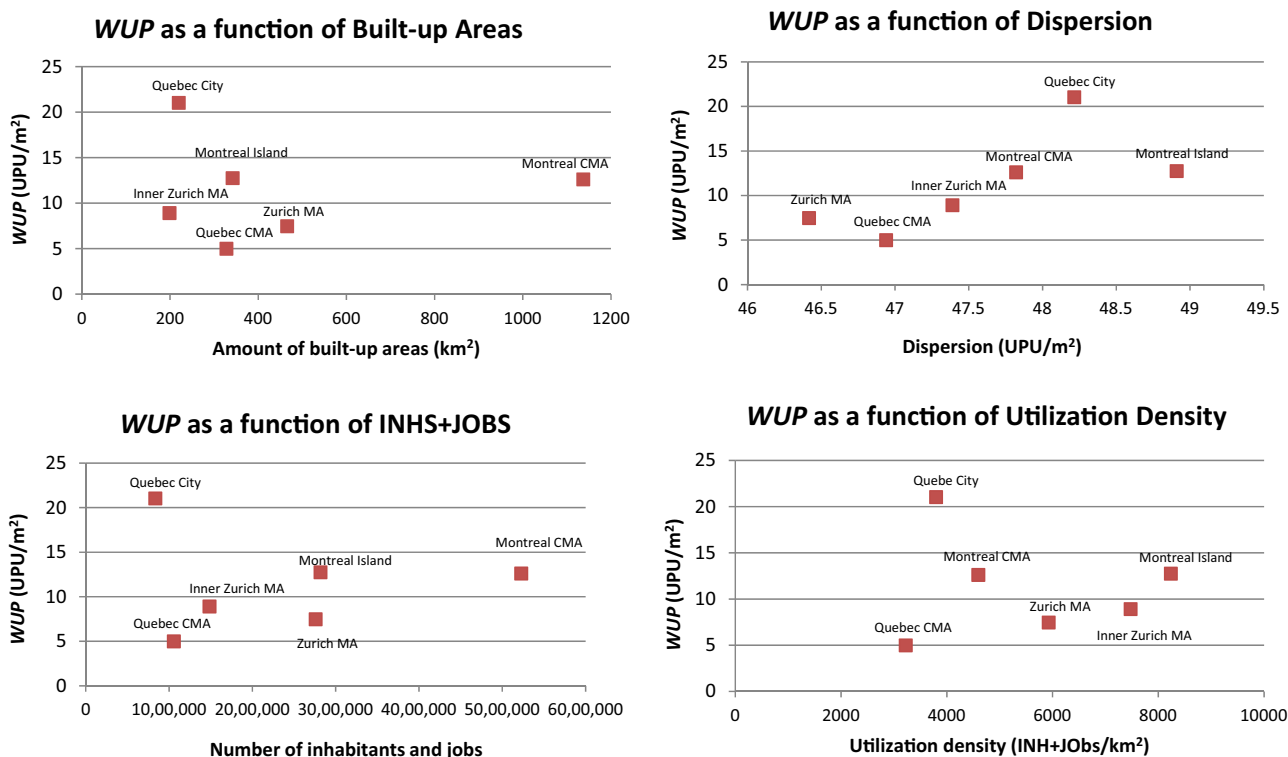 WUP as a function of Built-up Areas
WUP (UPU/m²)
25
20
15
10
5
0
Quebec City
Montreal Island
Montreal CMA
Inner Zurich MA
Zurich MA
Quebec CMA
0 200 400 600 800 1000 1200
Amount of built-up areas (km²)
WUP as a function of Dispersion
WUP (UPU/m²)
25
20
15
10
5
0
Quebec City
Montreal CMA
Montreal Island
Inner Zurich MA
Zurich MA
Quebec CMA
46 46.5 47 47.5 48 48.5 49 49.5
Dispersion (UPU/m²)
WUP as a function of INHS+JOBS
WUP (UPU/m²)
25
20
15
10
5
0
Quebec City
Montreal CMA
Montreal Island
Inner Zurich MA
Quebec CMA
Zurich MA
0 10,00,000 20,00,000 30,00,000 40,00,000 50,00,000 60,00,000
Number of inhabitants and jobs
WUP as a function of Utilization Density
WUP (UPU/m²)
25
20
15
10
5
0
Quebe City
Montreal CMA
Montreal Island
Zurich MA
Quebec CMA
Inner Zurich MA
0 2000 4000 6000 8000 10000
Utilization density (INH+JObs/km²)